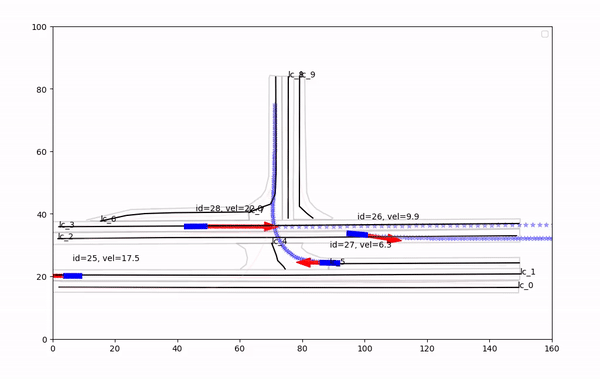 100
80
60
40
20
0
0
20
40
60
80
100
120
140
160
lc_9
id=28, vel=22.0
id=26, vel=9.9
lc_6
lc_3
lc_2
lc_4
id=27, vel=6.3
id=25, vel=17.5
lc_5
lc_1
lc_0